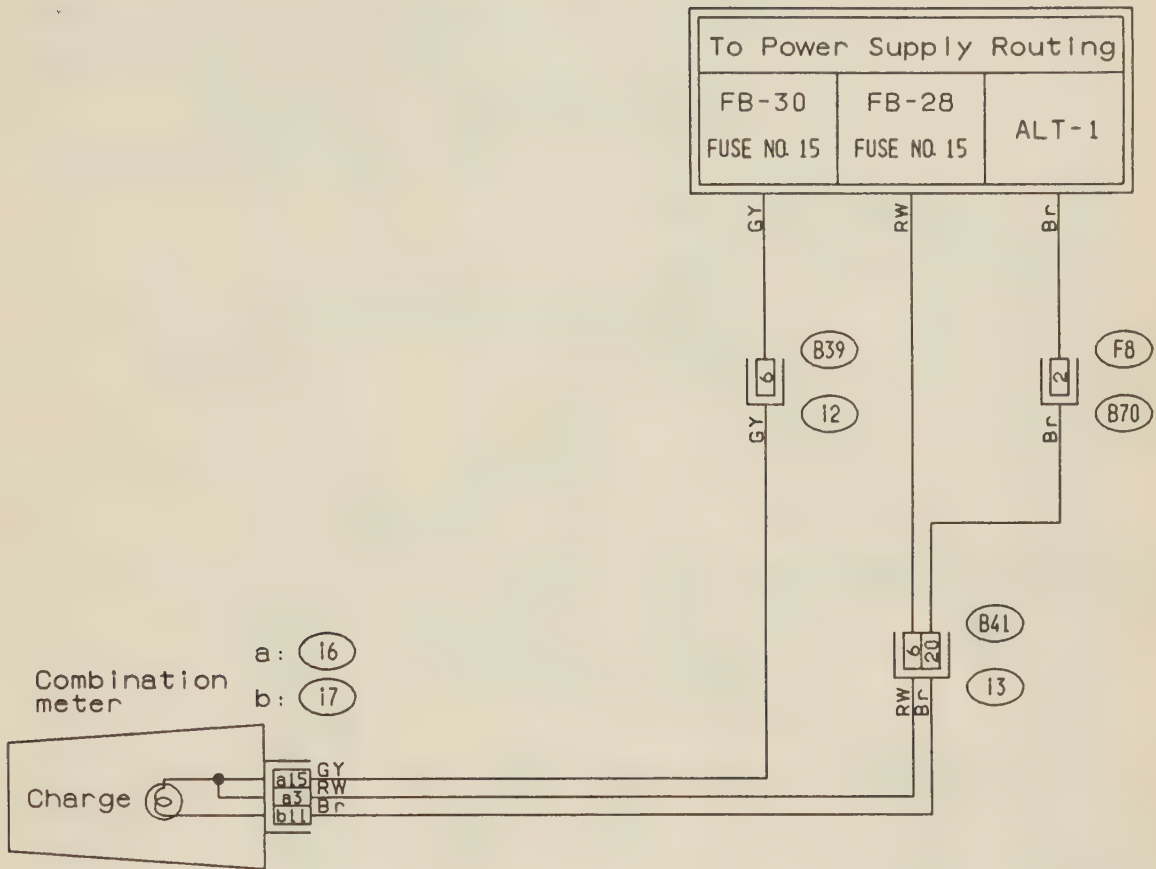 To Power Supply Routing
FB-30
FUSE NO. 15
FB-28
FUSE NO. 15
ALT-1
GY
RW
Br
6
B39
i2
GY
2
F8
B70
Br
6
20
B41
i3
RW
Br
a: i6
b: i7
Combination
meter
Charge
a15
a3
b11
GY
RW
Br